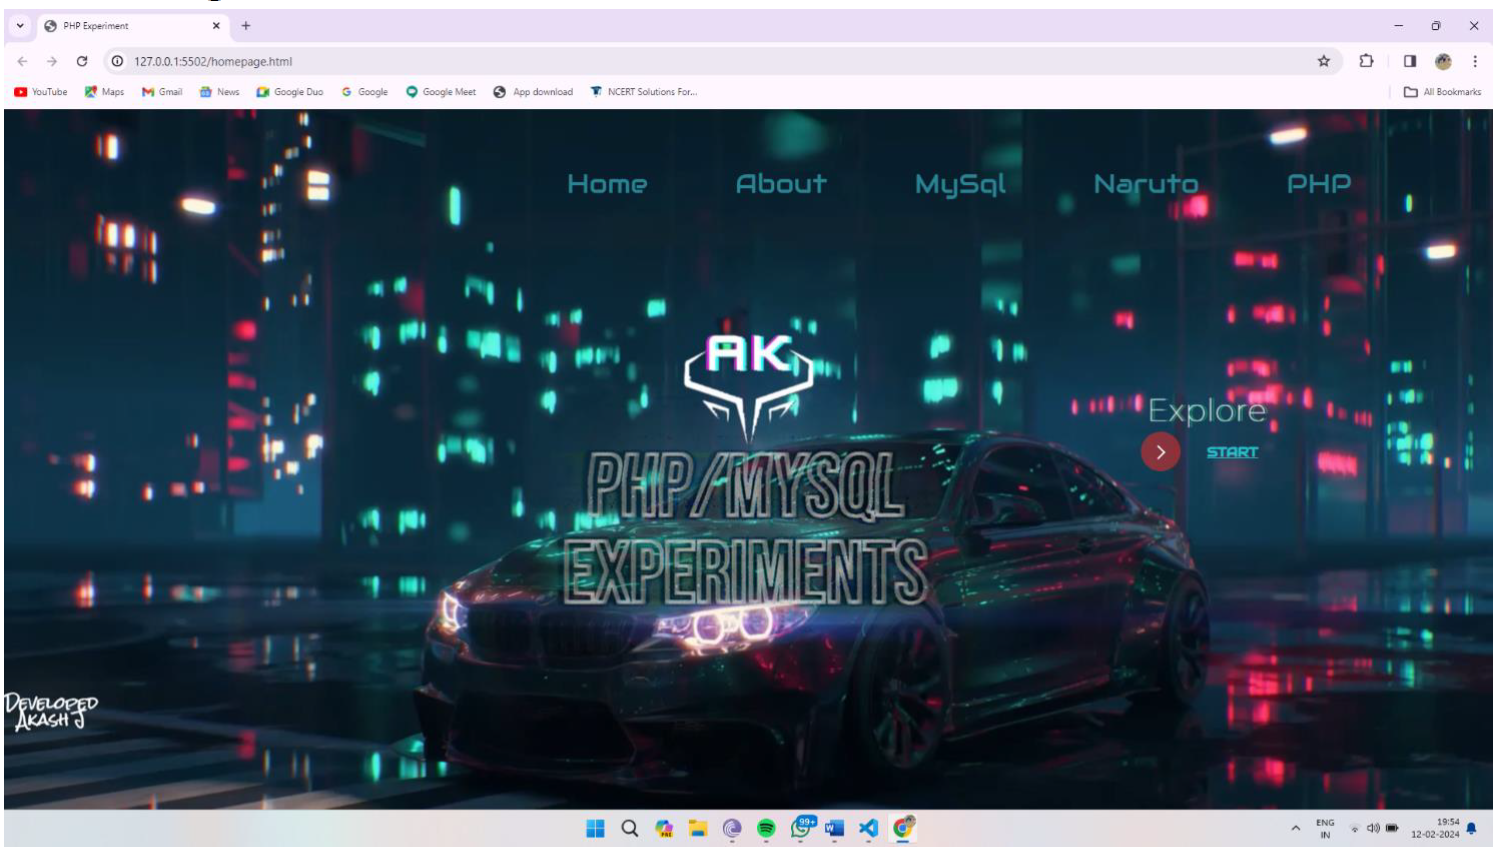 PHP Experiment
127.0.0.1:5502/homepage.html
YouTube Maps Gmail News Google Duo Google Google Meet App download NCERT Solutions For... All Bookmarks
Home About MySql Naruto PHP
AK
Explore
START
PHP/MYSQL
EXPERIMENTS
DEVELOPED
AKASH J
99+
ENG
IN
19:54
12-02-2024